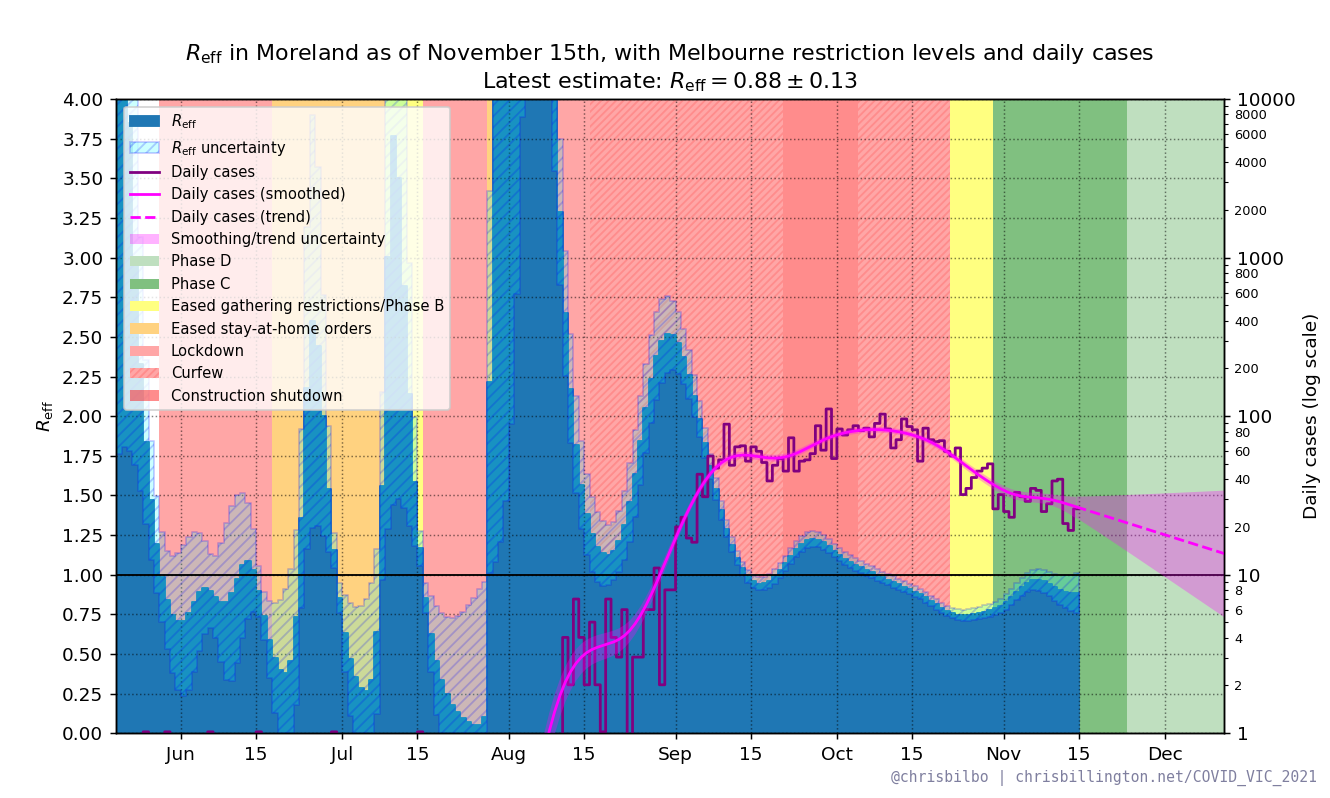 Reff in Moreland as of November 15th, with Melbourne restriction levels and daily cases
Latest estimate: Reff = 0.88 ± 0.13
Reff
Reff uncertainty
Daily cases
Daily cases (smoothed)
Daily cases (trend)
Smoothing/trend uncertainty
Phase D
Phase C
Eased gathering restrictions/Phase B
Eased stay-at-home orders
Lockdown
Curfew
Construction shutdown
4.00
3.75
3.50
3.25
3.00
2.75
2.50
2.25
2.00
1.75
1.50
1.25
1.00
0.75
0.50
0.25
0.00
Reff
10000
8000
6000
4000
2000
1000
800
600
400
200
100
80
60
40
20
10
8
6
4
2
1
Daily cases (log scale)
Jun 15 Jul 15 Aug 15 Sep 15 Oct 15 Nov 15 Dec
@chrisbilbo | chrisbillington.net/COVID_VIC_2021